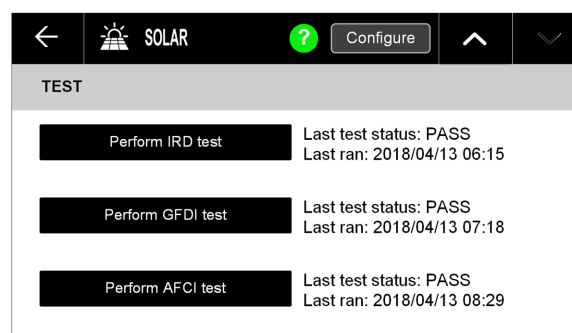 SOLAR ? Configure
TEST
Perform IRD test
Last test status: PASS
Last ran: 2018/04/13 06:15
Perform GFDI test
Last test status: PASS
Last ran: 2018/04/13 07:18
Perform AFCI test
Last test status: PASS
Last ran: 2018/04/13 08:29